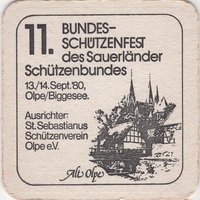 11. BUNDES-
SCHÜTZENFEST
des Sauerländer
Schützenbundes
13./14. Sept. '80,
Olpe/Biggesee.
Ausrichter:
St. Sebastianus
Schützenverein
Olpe e.V.
Alt Olpe